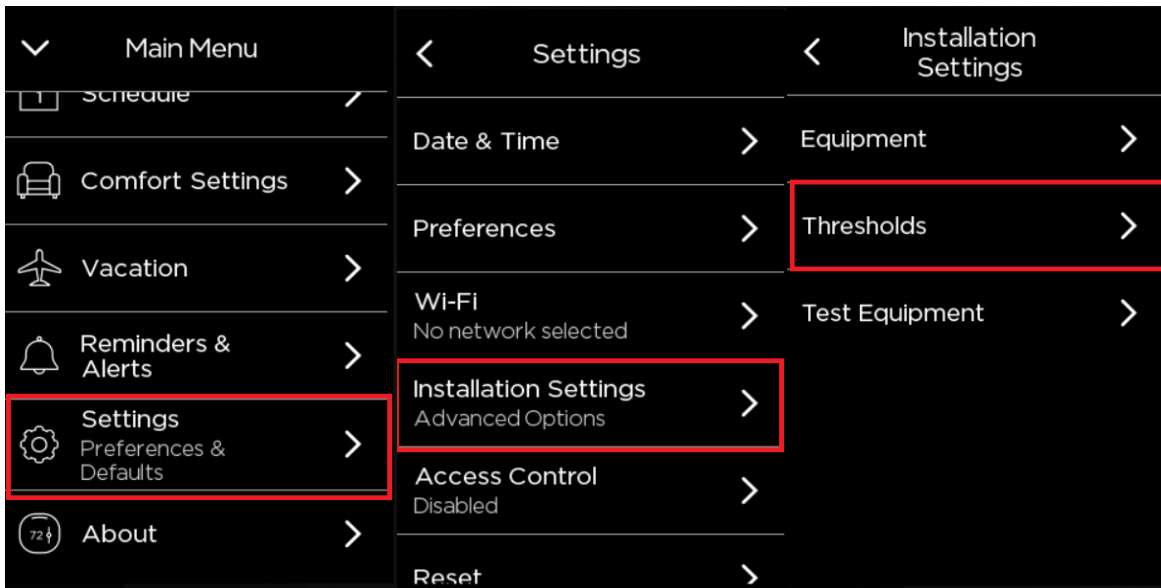 Main Menu
1 Schedule
Comfort Settings
Vacation
Reminders &
Alerts
Settings
Preferences &
Defaults
72 About
Settings
Date & Time
Preferences
Wi-Fi
No network selected
Installation Settings
Advanced Options
Access Control
Disabled
Reset
Installation
Settings
Equipment
Thresholds
Test Equipment